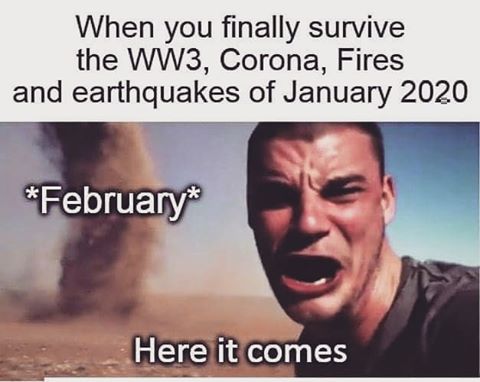 When you finally survive
the WW3, Corona, Fires
and earthquakes of January 2020
*February*
Here it comes